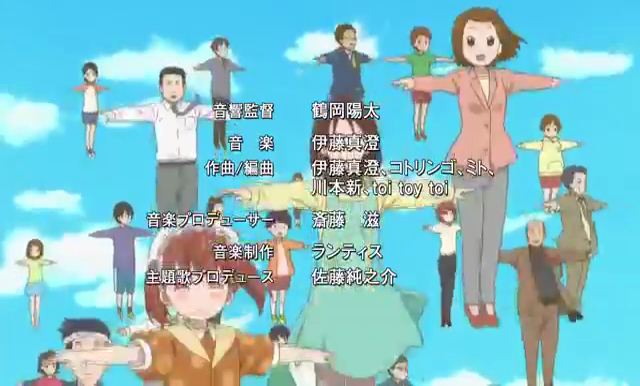 音響監督 鶴岡陽太
音 楽 伊藤真澄
作曲/編曲 伊藤真澄、コトリンゴ、ミト、
川本新、toi toy toi
音楽プロデューサー 斎藤 滋
音楽制作 ランティス
主題歌プロデュース 佐藤純之介